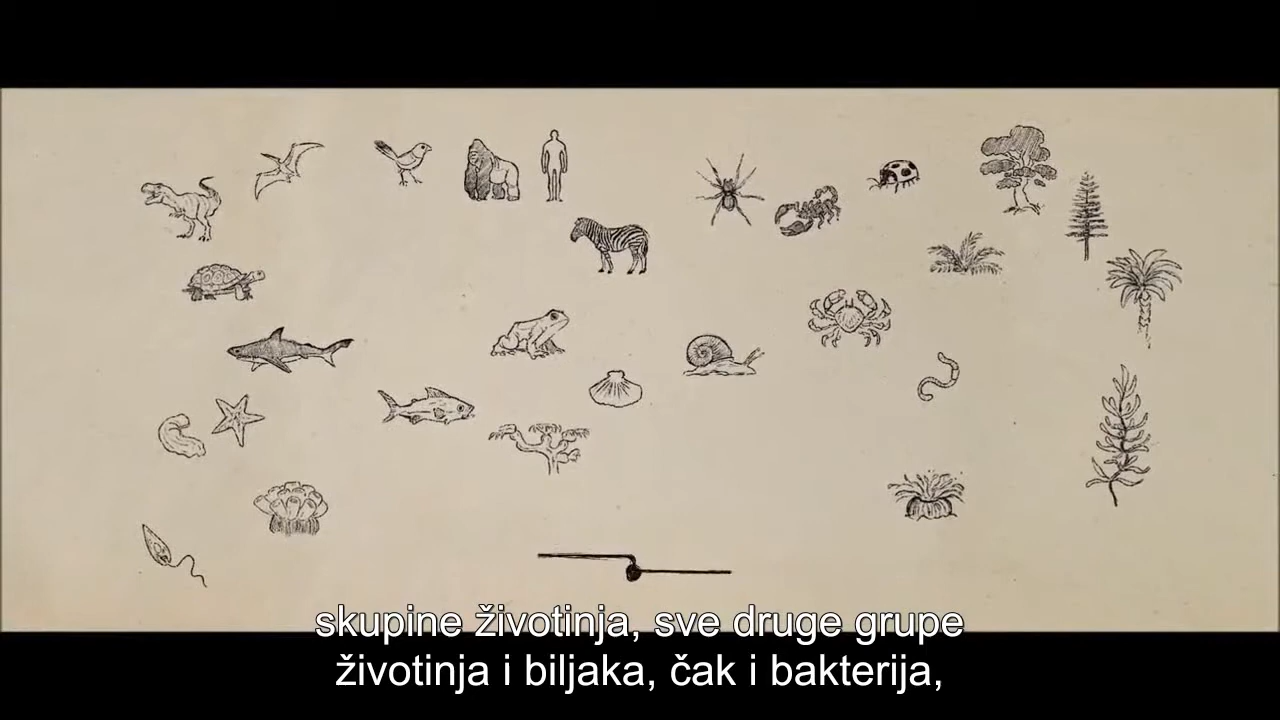 skupine životinja, sve druge grupe
životinja i biljaka, čak i bakterija,